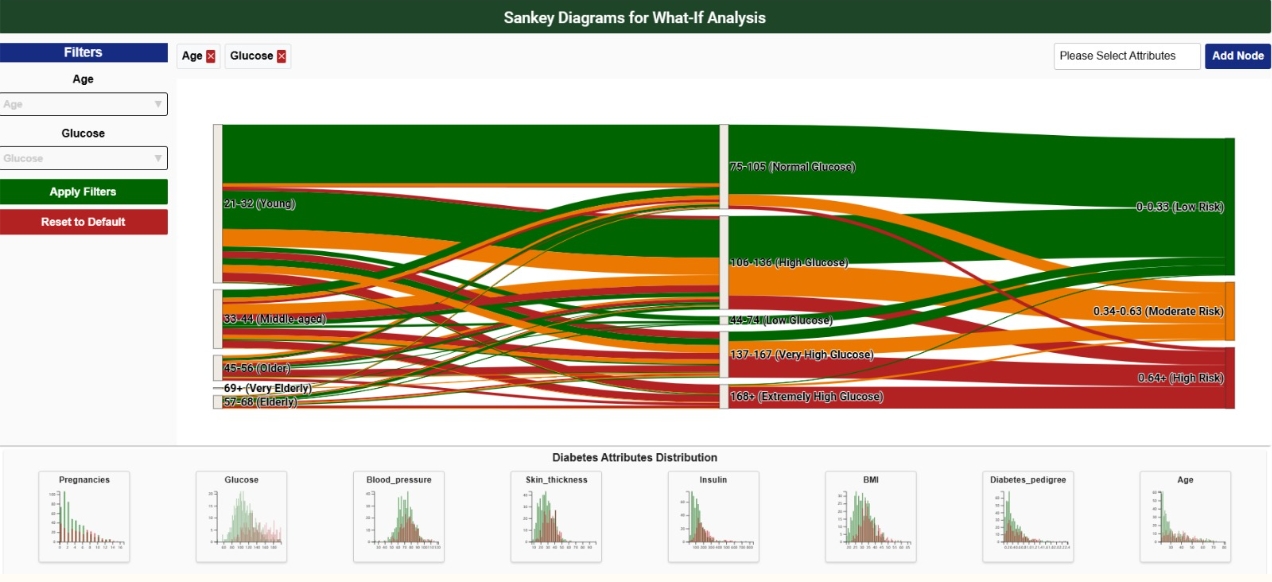 Sankey Diagrams for What-If Analysis
Filters
Age
Glucose
Please Select Attributes
Add Node
Age
Age
Glucose
Glucose
Apply Filters
Reset to Default
21-32 (Young)
33-44 (Middle-aged)
45-56 (Older)
69+ (Very Elderly)
57-68 (Elderly)
75-105 (Normal Glucose)
106-136 (High Glucose)
44-74 (Low Glucose)
137-167 (Very High Glucose)
168+ (Extremely High Glucose)
0-0.33 (Low Risk)
0.34-0.63 (Moderate Risk)
0.64+ (High Risk)
Diabetes Attributes Distribution
Pregnancies
Glucose
Blood_pressure
Skin_thickness
Insulin
BMI
Diabetes_pedigree
Age